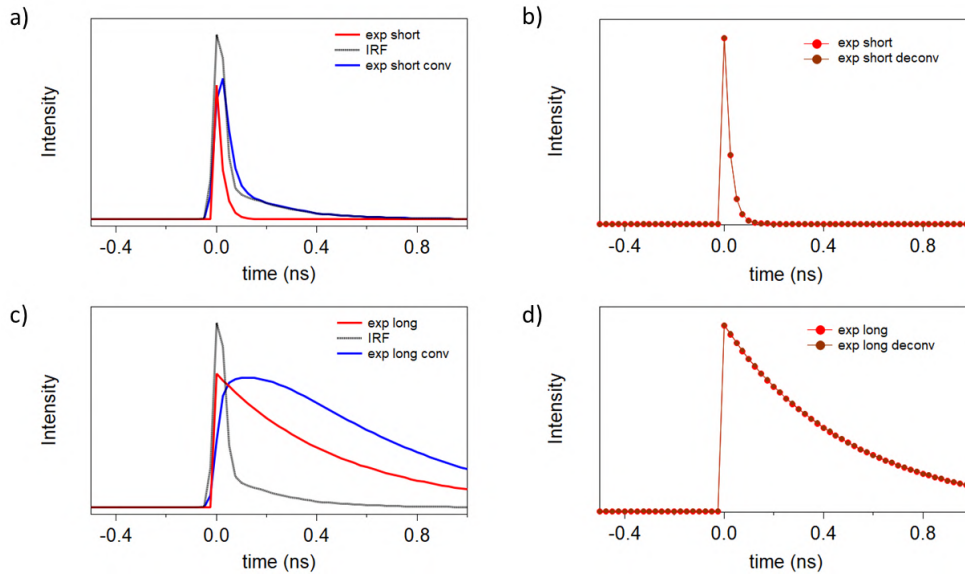 a)
exp short
IRF
exp short conv
Intensity
-0.4 0.0 0.4 0.8
time (ns)
b)
exp short
exp short deconv
Intensity
-0.4 0.0 0.4 0.8
time (ns)
c)
exp long
IRF
exp long conv
Intensity
-0.4 0.0 0.4 0.8
time (ns)
d)
exp long
exp long deconv
Intensity
-0.4 0.0 0.4 0.8
time (ns)